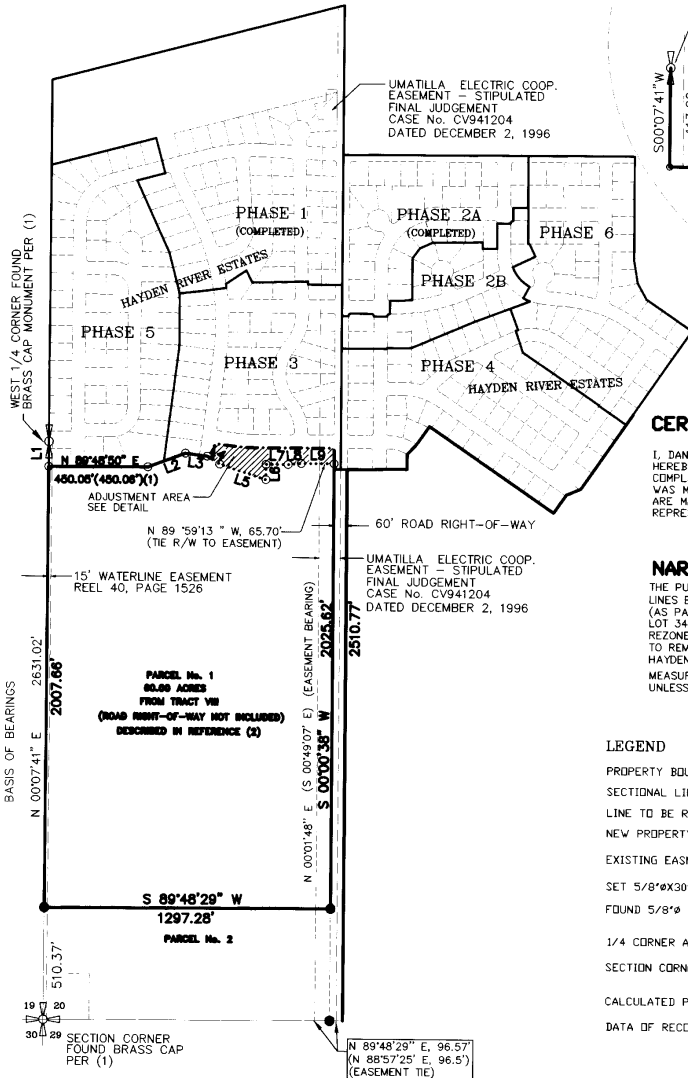 UMATILLA ELECTRIC COOP.
EASEMENT - STIPULATED
FINAL JUDGEMENT
CASE No. CV941204
DATED DECEMBER 2, 1996
S00°07'41"W
PHASE 1
(COMPLETED)
PHASE 2A
(COMPLETED)
PHASE 6
PHASE 2B
HAYDEN RIVER ESTATES
PHASE 5
PHASE 3
PHASE 4
HAYDEN RIVER ESTATES
WEST 1/4 CORNER FOUND
BRASS CAP MONUMENT PER (1)
L1
N 89°48'50" E
L2
L3
L4
L5
L6
L7
L8
L9
ADJUSTMENT AREA
SEE DETAIL
N 89 °59'13 " W, 65.70'
(TIE R/W TO EASEMENT)
60' ROAD RIGHT-OF-WAY
15' WATERLINE EASEMENT
REEL 40, PAGE 1526
UMATILLA ELECTRIC COOP.
EASEMENT - STIPULATED
FINAL JUDGEMENT
CASE No. CV941204
DATED DECEMBER 2, 1996
BASIS OF BEARINGS
N 00°07'41" E 2631.02'
2007.66'
PARCEL No. 1
60.00 ACRES
FROM TRACT VIII
(ROAD RIGHT-OF-WAY NOT INCLUDED)
DESCRIBED IN REFERENCE (2)
N 00°01'48" E (S 00°49'07' E) (EASEMENT BEARING)
S 00°00'38" W 2025.62'
2510.77'
S 89°48'29" W
1297.28'
PARCEL No. 2
510.37'
19 20
30 29
SECTION CORNER
FOUND BRASS CAP
PER (1)
N 89°48'29" E, 96.57'
(N 88°57'25' E, 96.5')
(EASEMENT TIE)
CER
I, DAN
HEREB
COMPL
WAS M
ARE M
REPRE
NAR
THE PU
LINES B
(AS PA
LOT 34
REZONE
TO REM
HAYDEN
MEASUR
UNLESS
LEGEND
PROPERTY BOU
SECTIONAL LI
LINE TO BE R
NEW PROPERTY
EXISTING EAS
SET 5/8"ØX30
FOUND 5/8"Ø
1/4 CORNER A
SECTION CORN
CALCULATED P
DATA OF RECO